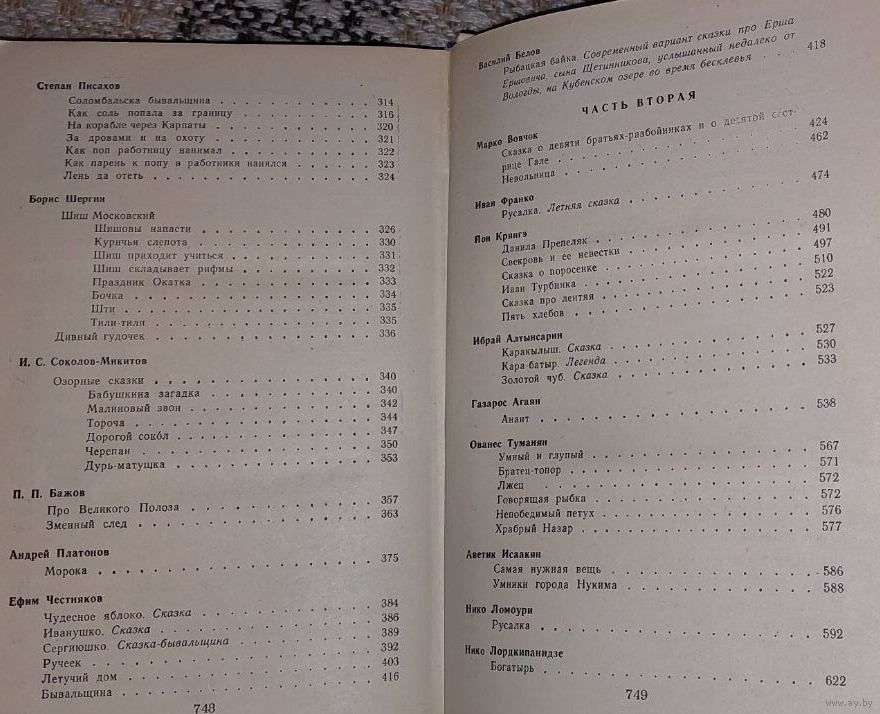 Степан Писахов
Соломбальска бывальщина . . . . . . . . . . . 314
Как соль попала за границу . . . . . . . . . . 316
На корабле через Карпаты . . . . . . . . . . 320
За дровами и на охоту . . . . . . . . . . . 321
Как поп работницу нанимал . . . . . . . . . 322
Как парень к попу в работники нанялся . . . . . 323
Лень да отеть . . . . . . . . . . . . . . 324
Борис Шергин
Шиш Московский
Шишовы напасти . . . . . . . . . . . . 326
Куричья слепота . . . . . . . . . . . . 330
Шиш приходит учиться . . . . . . . . . . 331
Шиш складывает рифмы . . . . . . . . . 332
Праздник Окатка . . . . . . . . . . . . 333
Бочка . . . . . . . . . . . . . . . . 334
Шти . . . . . . . . . . . . . . . . 335
Тили-тили . . . . . . . . . . . . . . 335
Дивный гудочек . . . . . . . . . . . . . . 336
И. С. Соколов-Микитов
Озорные сказки . . . . . . . . . . . . . . 340
Бабушкина загадка . . . . . . . . . . . 340
Малиновый звон . . . . . . . . . . . . 342
Тороча . . . . . . . . . . . . . . . 344
Дорогой сокол . . . . . . . . . . . . . 347
Черепан . . . . . . . . . . . . . . . 350
Дурь-матушка . . . . . . . . . . . . . 353
П. П. Бажов
Про Великого Полоза . . . . . . . . . . . . 357
Змеиный след . . . . . . . . . . . . . . 363
Андрей Платонов
Морока . . . . . . . . . . . . . . . . 375
Ефим Честняков
Чудесное яблоко. Сказка . . . . . . . . . . . 384
Иванушко. Сказка . . . . . . . . . . . . . 386
Сергиюшко. Сказка-бывальщина . . . . . . . . 389
Ручеек . . . . . . . . . . . . . . . . 392
Летучий дом . . . . . . . . . . . . . . 403
Бывальщина . . . . . . . . . . . . . . 416
748
Василий Белов
Рыбацкая байка. Современный вариант сказки про Ерша
Ершовича, сына Щетинникова, услышанный недалеко от
Вологды, на Кубенском озере во время бесклевья . . . 418
ЧАСТЬ ВТОРАЯ
Марко Вовчок
Сказка о девяти братьях-разбойниках и о десятой сест-
рице Гале . . . . . . . . . . . . . . . 424
Невольница . . . . . . . . . . . . . . 462
Иван Франко
Русалка. Летняя сказка . . . . . . . . . . . 474
Йон Крянгэ
Данила Препеляк . . . . . . . . . . . . . 480
Свекровь и ее невестки . . . . . . . . . . . 491
Сказка о поросенке . . . . . . . . . . . . 497
Иван Турбинка . . . . . . . . . . . . . . 510
Сказка про лентяя . . . . . . . . . . . . . 522
Пять хлебов . . . . . . . . . . . . . . . 523
Ибрай Алтынсарин
Каракылыш. Сказка . . . . . . . . . . . . 527
Кара-батыр. Легенда . . . . . . . . . . . . 530
Золотой чуб. Сказка . . . . . . . . . . . . 533
Газарос Агаян
Анаит . . . . . . . . . . . . . . . . 538
Ованес Туманян
Умный и глупый . . . . . . . . . . . . . 567
Братец-топор . . . . . . . . . . . . . . 571
Лжец . . . . . . . . . . . . . . . . 572
Говорящая рыбка . . . . . . . . . . . . . 572
Непобедимый петух . . . . . . . . . . . . 576
Храбрый Назар . . . . . . . . . . . . . 577
Аветик Исаакян
Самая нужная вещь . . . . . . . . . . . . 586
Умники города Нукима . . . . . . . . . . . 588
Нико Ломоури
Русалка . . . . . . . . . . . . . . . 592
Нико Лордкипанидзе
Богатырь . . . . . . . . . . . . . . . 622
749
www.ay.by